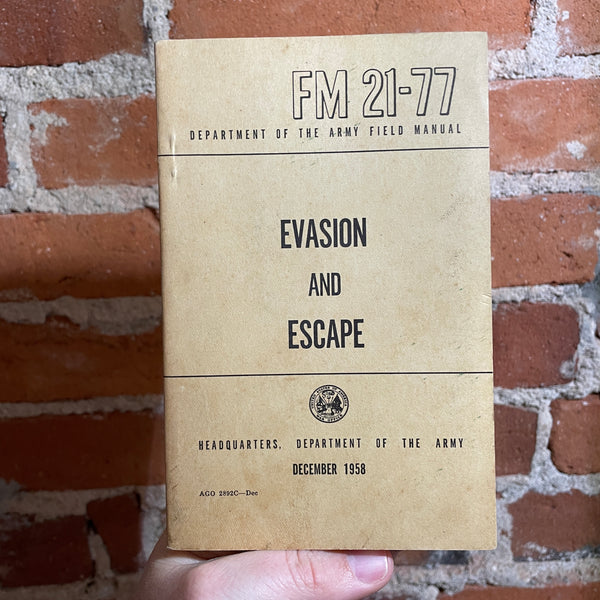 FM 21-77
DEPARTMENT OF THE ARMY FIELD MANUAL
EVASION
AND
ESCAPE
HEADQUARTERS, DEPARTMENT OF THE ARMY
DECEMBER 1958
AGO 2892C—Dec